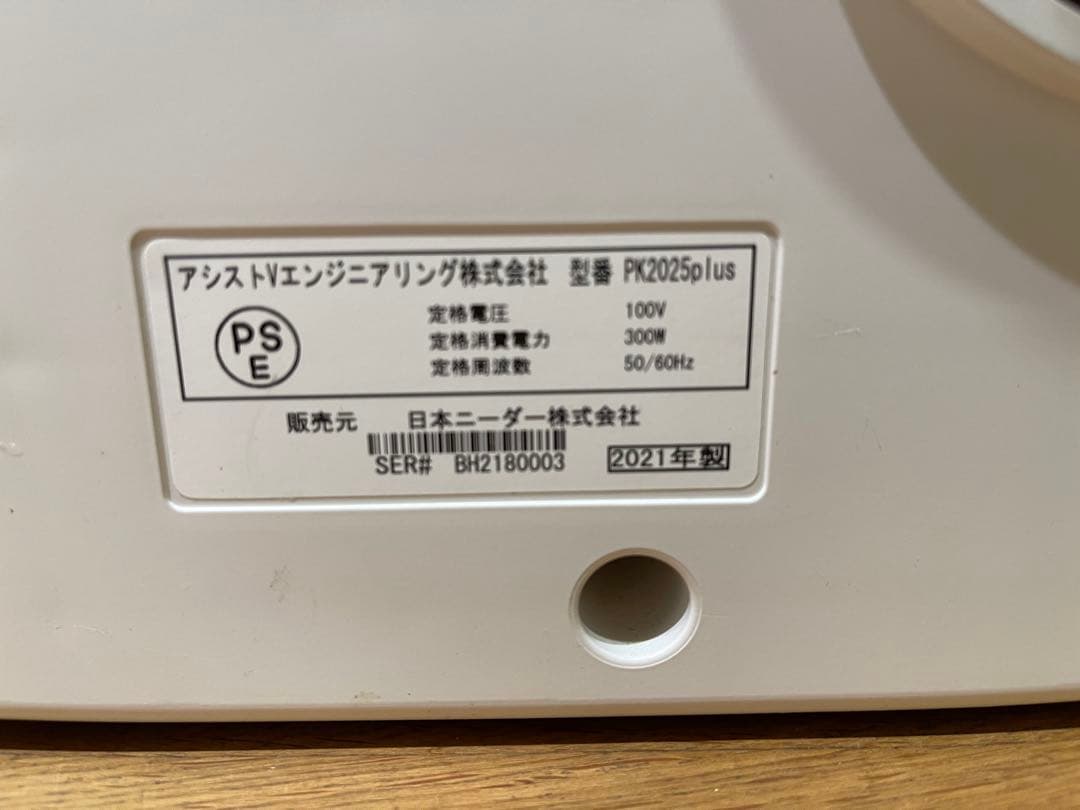 アシストVエンジニアリング株式会社 型番 PK2025plus
PSE
定格電圧 100V
定格消費電力 300W
定格周波数 50/60Hz
販売元 日本ニーダー株式会社
SER# BH2180003 2021年製